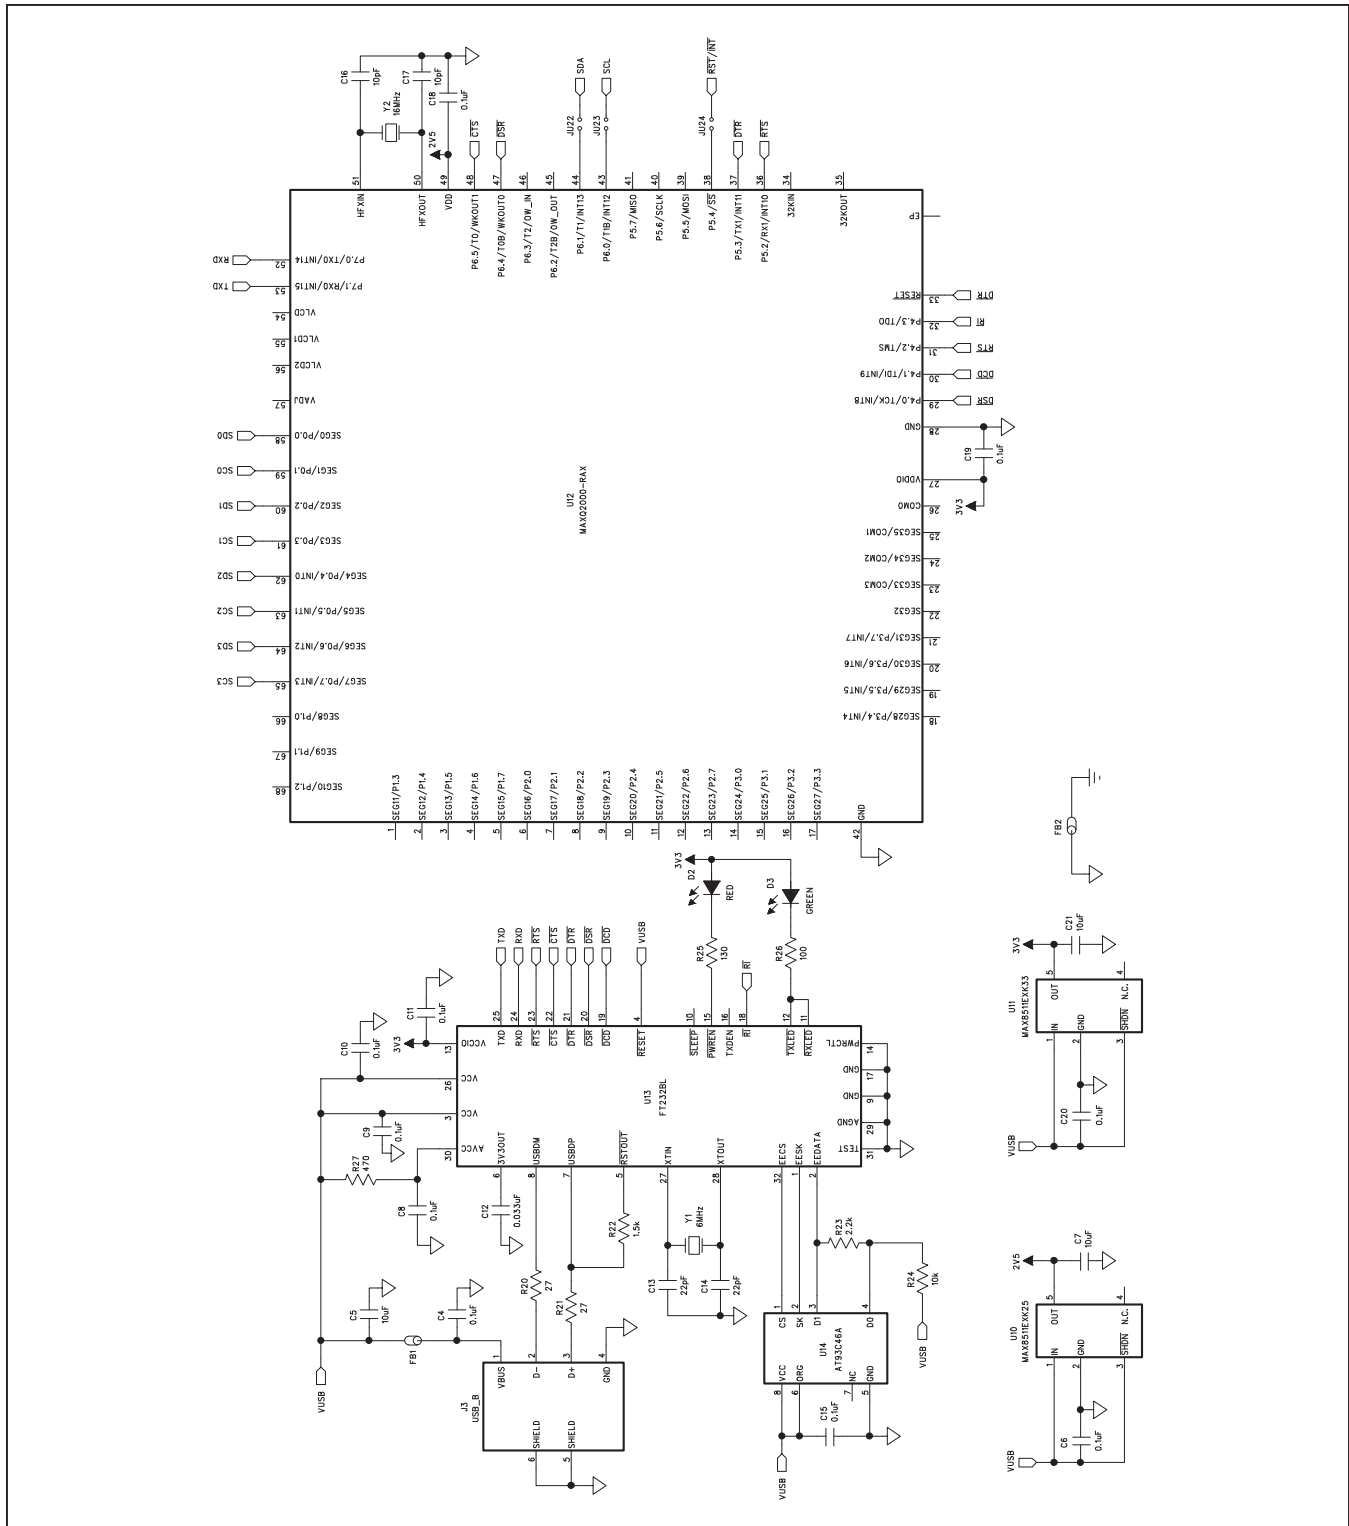 C16
10pF
C17
10pF
C18
0.1uF
Y2
16MHz
2V5
CTS
DSR
JU22
SDA
JU23
SCL
JU24
RST/INT
DTR
RTS
51
50
49
48
47
46
45
44
43
41
40
39
38
37
36
34
35
HFXIN
HFXOUT
VDD
P6.5/T0/WKOUT1
P6.4/T0B/WKOUT0
P6.3/T2/OW_IN
P6.2/T2B/OW_OUT
P6.1/T1/INT13
P6.0/T1B/INT12
P5.7/MISO
P5.6/SCLK
P5.5/MOSI
P5.4/SS
P5.3/TX1/INT11
P5.2/RX1/INT10
32KIN
32KOUT
EP
RXD 52 P7.0/TX0/INT14
TXD 53 P7.1/RX0/INT15
54 VLCD
55 VLCD1
56 VLCD2
57 VADJ
SD0 58 SEG0/P0.0
SC0 59 SEG1/P0.1
SD1 60 SEG2/P0.2
SC1 61 SEG3/P0.3
SD2 62 SEG4/P0.4/INT0
SC2 63 SEG5/P0.5/INT1
SD3 64 SEG6/P0.6/INT2
SC3 65 SEG7/P0.7/INT3
66 SEG8/P1.0
67 SEG9/P1.1
68 SEG10/P1.2
U12
MAXQ2000-RAX
RESET 33 DTR
P4.3/TDO 32 RI
P4.2/TMS 31 RTS
P4.1/TDI/INT9 30 DCD
P4.0/TCK/INT8 29 DSR
GND 28
C19
0.1uF
VDDIO 27
3V3
COM0 26
SEG35/COM1 25
SEG34/COM2 24
SEG33/COM3 23
SEG32 22
SEG31/P3.7/INT7 21
SEG30/P3.6/INT6 20
SEG29/P3.5/INT5 19
SEG28/P3.4/INT4 18
SEG11/P1.3 1
SEG12/P1.4 2
SEG13/P1.5 3
SEG14/P1.6 4
SEG15/P1.7 5
SEG16/P2.0 6
SEG17/P2.1 7
SEG18/P2.2 8
SEG19/P2.3 9
SEG20/P2.4 10
SEG21/P2.5 11
SEG22/P2.6 12
SEG23/P2.7 13
SEG24/P3.0 14
SEG25/P3.1 15
SEG26/P3.2 16
SEG27/P3.3 17
GND 42
3V3
D2
RED
D3
GREEN
R25
130
R26
100
RI
FB2
TXD
RXD
RTS
CTS
DTR
DSR
DCD
VUSB
C11
0.1uF
C10
0.1uF
3V3
C9
0.1uF
R27
470
C8
0.1uF
13 VCCIO
26 VCC
3 VCC
30 AVCC
25 TXD
24 RXD
23 RTS
22 CTS
21 DTR
20 DSR
19 DCD
4 RESET
10 SLEEP
15 PWREN
16 TXDEN
18 RI
12 TXLED
11 RXLED
U13
FT232BL
PWRCTL 14
GND 17
GND 9
AGND 29
TEST 31
3V3OUT 6
USBDM 8
USBDP 7
RSTOUT 5
XTIN 27
XTOUT 28
EECS 32
EESK 1
EEDATA 2
C12
0.033uF
R20
27
R21
27
R22
1.5k
Y1
6MHz
C13
22pF
C14
22pF
R23
2.2k
R24
10k
VUSB
C5
10uF
C4
0.1uF
FB1
VUSB
J3
USB_B
1 VBUS
2 D-
3 D+
4 GND
SHIELD 6
SHIELD 5
U14
AT93C46A
1 CS
2 SK
3 D1
4 D0
8 VCC
6 ORG
7 NC
5 GND
C15
0.1uF
VUSB
U11
MAX8511EXK33
3V3
C21
10uF
5 OUT
4 N.C.
IN 1
GND 2
SHDN 3
C20
0.1uF
VUSB
U10
MAX8511EXK25
2V5
C7
10uF
5 OUT
4 N.C.
IN 1
GND 2
SHDN 3
C6
0.1uF
VUSB